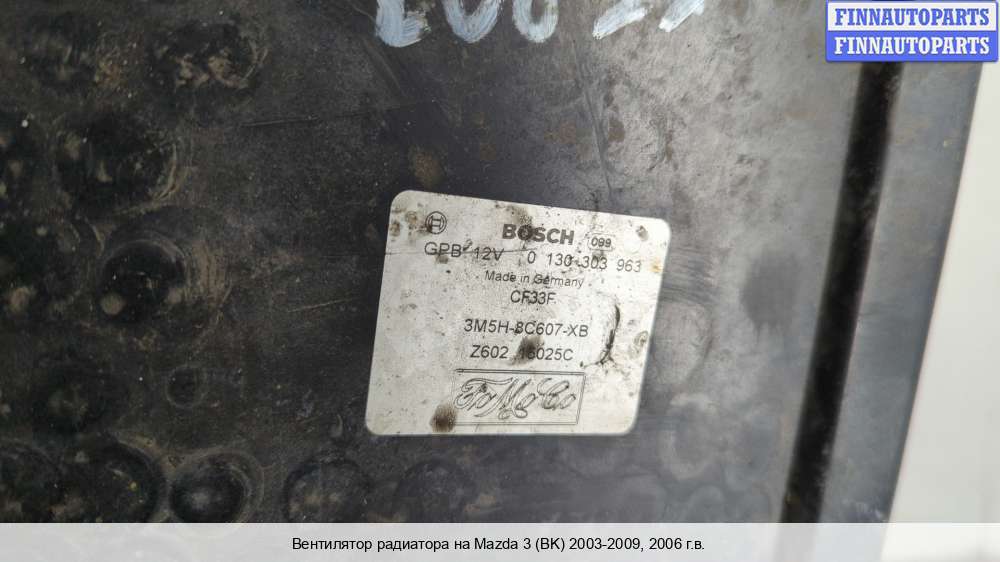 FINNAUTOPARTS
FINNAUTOPARTS
BOSCH 099
GPB 12V 0 130 303 963
Made in Germany
CF33F
3M5H-8C607-XB
Z602 15025C
FoMoCo
Вентилятор радиатора на Mazda 3 (BK) 2003-2009, 2006 г.в.